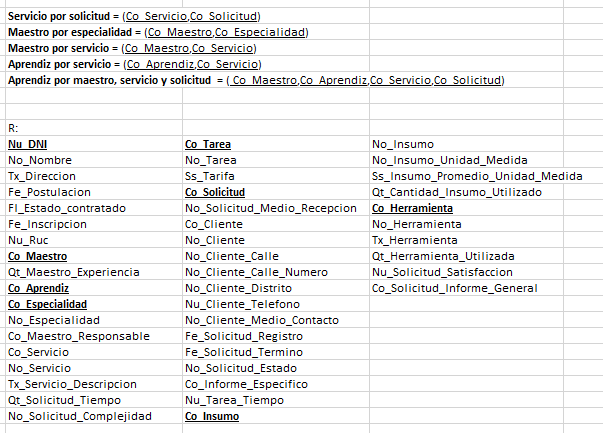 Servicio por solicitud = (Co_Servicio,Co_Solicitud)
Maestro por especialidad = (Co_Maestro,Co_Especialidad)
Maestro por servicio = (Co_Maestro,Co_Servicio)
Aprendiz por servicio = (Co_Aprendiz,Co_Servicio)
Aprendiz por maestro, servicio y solicitud = ( Co_Maestro,Co_Aprendiz,Co_Servicio,Co_Solicitud)
R:
Nu_DNI
No_Nombre
Tx_Direccion
Fe_Postulacion
Fl_Estado_contratado
Fe_Inscripcion
Nu_Ruc
Co_Maestro
Qt_Maestro_Experiencia
Co_Aprendiz
Co_Especialidad
No_Especialidad
Co_Maestro_Responsable
Co_Servicio
No_Servicio
Tx_Servicio_Descripcion
Qt_Solicitud_Tiempo
No_Solicitud_Complejidad
Co_Tarea
No_Tarea
Ss_Tarifa
Co_Solicitud
No_Solicitud_Medio_Recepcion
Co_Cliente
No_Cliente
No_Cliente_Calle
No_Cliente_Calle_Numero
No_Cliente_Distrito
Nu_Cliente_Telefono
No_Cliente_Medio_Contacto
Fe_Solicitud_Registro
Fe_Solicitud_Termino
No_Solicitud_Estado
Co_Informe_Especifico
Nu_Tarea_Tiempo
Co_Insumo
No_Insumo
No_Insumo_Unidad_Medida
Ss_Insumo_Promedio_Unidad_Medida
Qt_Cantidad_Insumo_Utilizado
Co_Herramienta
No_Herramienta
Tx_Herramienta
Qt_Herramienta_Utilizada
Nu_Solicitud_Satisfaccion
Co_Solicitud_Informe_General